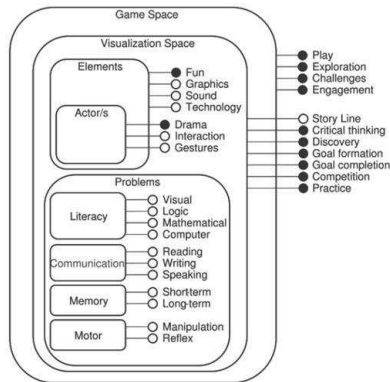 Game Space
Visualization Space
Elements
Fun
Graphics
Sound
Technology
Actor/s
Drama
Interaction
Gestures
Play
Exploration
Challenges
Engagement
Story Line
Critical thinking
Discovery
Goal formation
Goal completion
Competition
Practice
Problems
Literacy
Visual
Logic
Mathematical
Computer
Communication
Reading
Writing
Speaking
Memory
Short-term
Long-term
Motor
Manipulation
Reflex